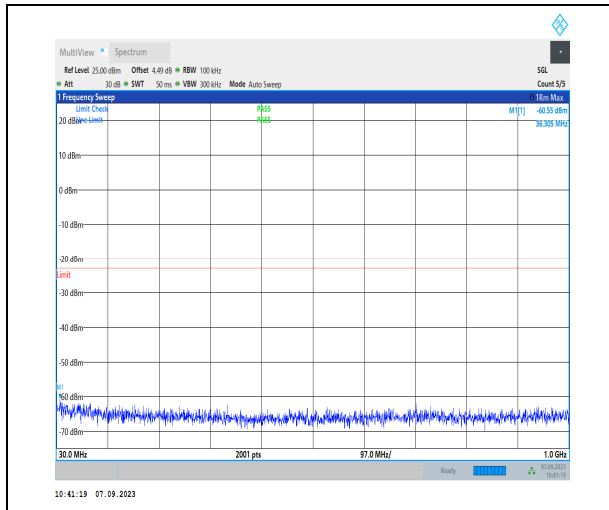 MultiView Spectrum
Ref Level 25.00 dBm Offset 4.49 dB RBW 100 kHz SGL
Att 30 dB SWT 50 ms VBW 300 kHz Mode Auto Sweep Count 5/5
1 Frequency Sweep 1Rm Max
Limit Check PASS M1[1] -60.55 dBm
20 dBm Line Limit PASS 36.305 MHz
10 dBm
0 dBm
-10 dBm
-20 dBm
Limit
-30 dBm
-40 dBm
-50 dBm
M1
-60 dBm
-70 dBm
30.0 MHz 2001 pts 97.0 MHz/ 1.0 GHz
Ready 07.09.2023
10:41:19
10:41:19 07.09.2023